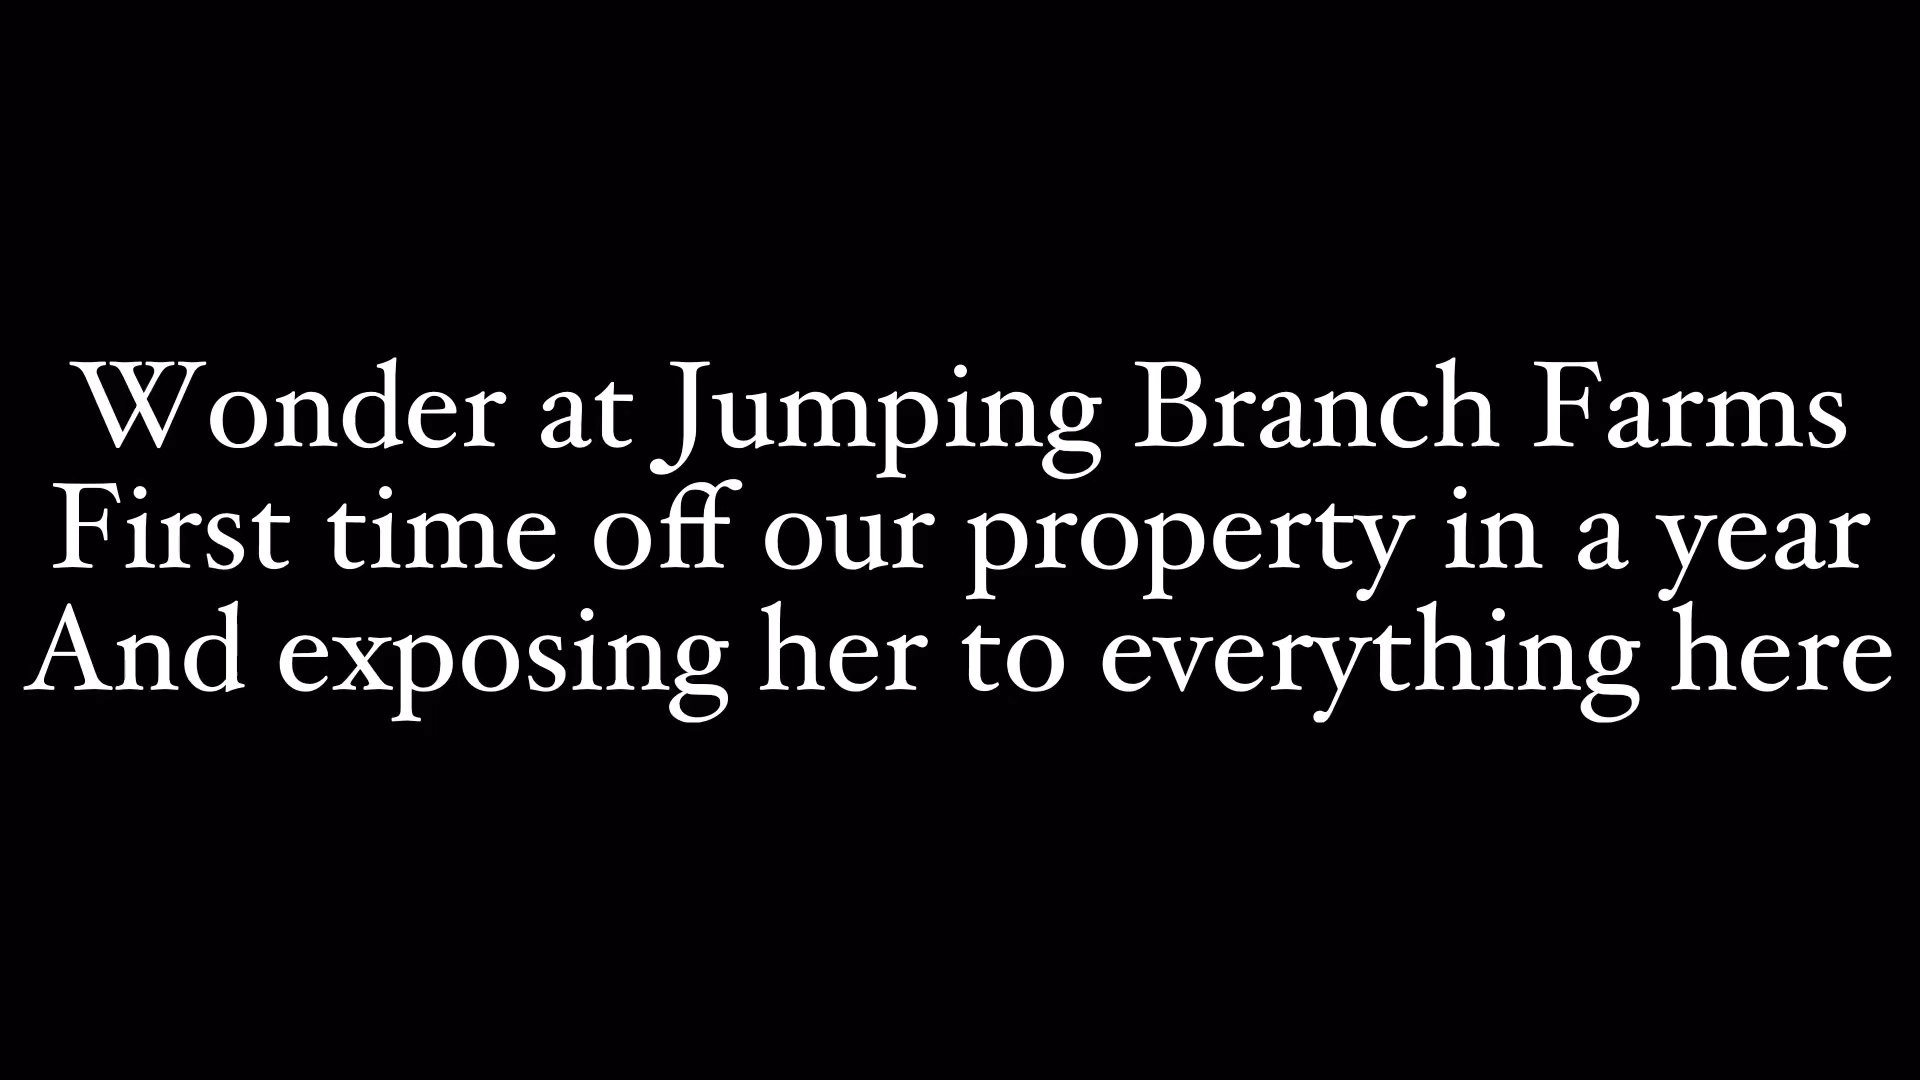 Wonder at Jumping Branch Farms
First time off our property in a year
And exposing her to everything here